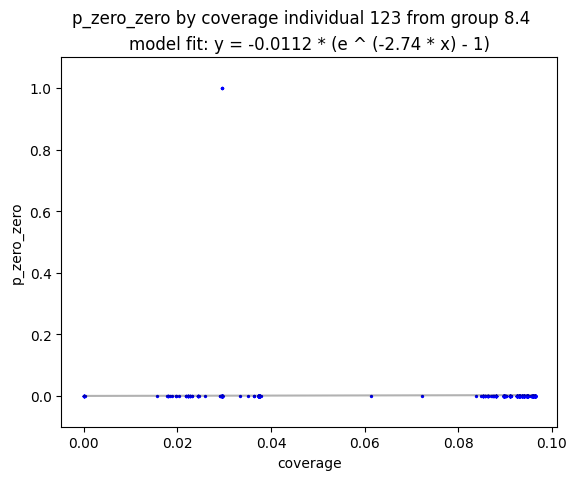 p_zero_zero by coverage individual 123 from group 8.4
model fit: y = -0.0112 * (e ^ (-2.74 * x) - 1)
1.0
0.8
0.6
0.4
0.2
0.0
p_zero_zero
0.00 0.02 0.04 0.06 0.08 0.10
coverage